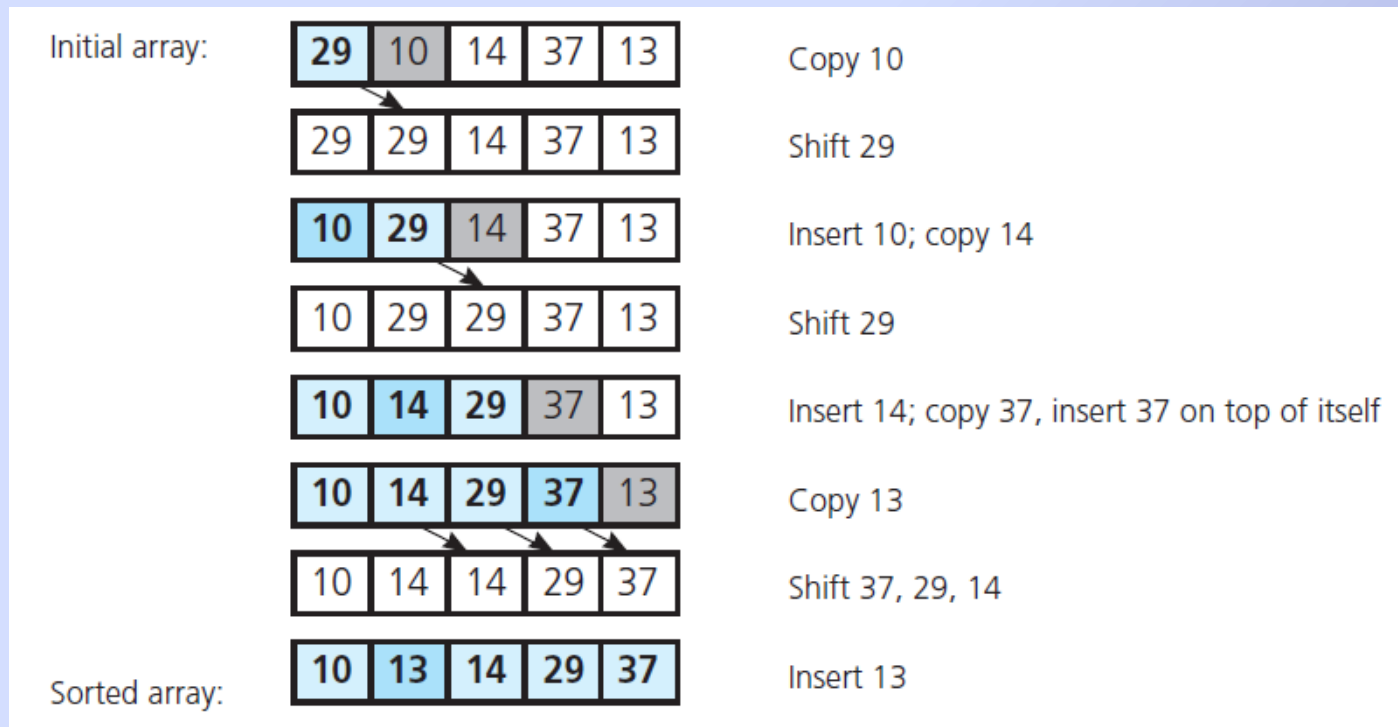 Initial array: 29 10 14 37 13 Copy 10
29 29 14 37 13 Shift 29
10 29 14 37 13 Insert 10; copy 14
10 29 29 37 13 Shift 29
10 14 29 37 13 Insert 14; copy 37, insert 37 on top of itself
10 14 29 37 13 Copy 13
10 14 14 29 37 Shift 37, 29, 14
Sorted array: 10 13 14 29 37 Insert 13